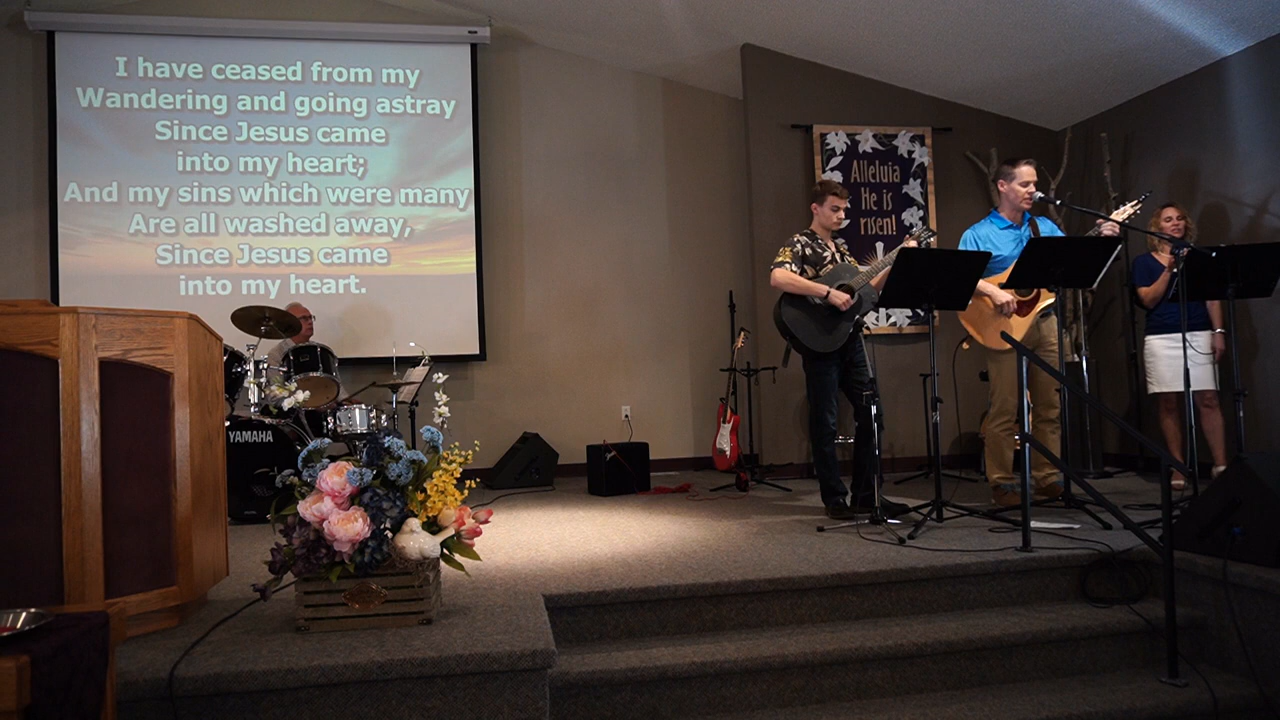 I have ceased from my
Wandering and going astray
Since Jesus came
into my heart;
And my sins which were many
Are all washed away,
Since Jesus came
into my heart.
Alleluia
He is
risen!
YAMAHA